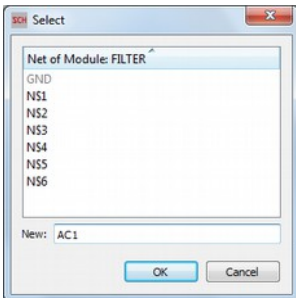 SCH Select
Net of Module: FILTER
GND
N$1
N$2
N$3
N$4
N$5
N$6
New: AC1
OK Cancel